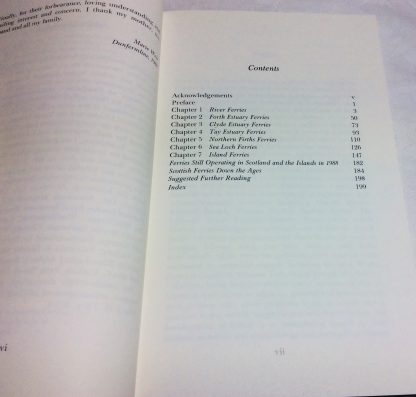 Finally, for their forbearance, loving understanding and
interest and concern, I thank my mother,
and all my family.
Dunfermline,
vi
Contents
Acknowledgements v
Preface 1
Chapter 1 River Ferries 3
Chapter 2 Forth Estuary Ferries 50
Chapter 3 Clyde Estuary Ferries 73
Chapter 4 Tay Estuary Ferries 93
Chapter 5 Northern Firths Ferries 110
Chapter 6 Sea Loch Ferries 126
Chapter 7 Island Ferries 147
Ferries Still Operating in Scotland and the Islands in 1988 182
Scottish Ferries Down the Ages 184
Suggested Further Reading 198
Index 199
vii